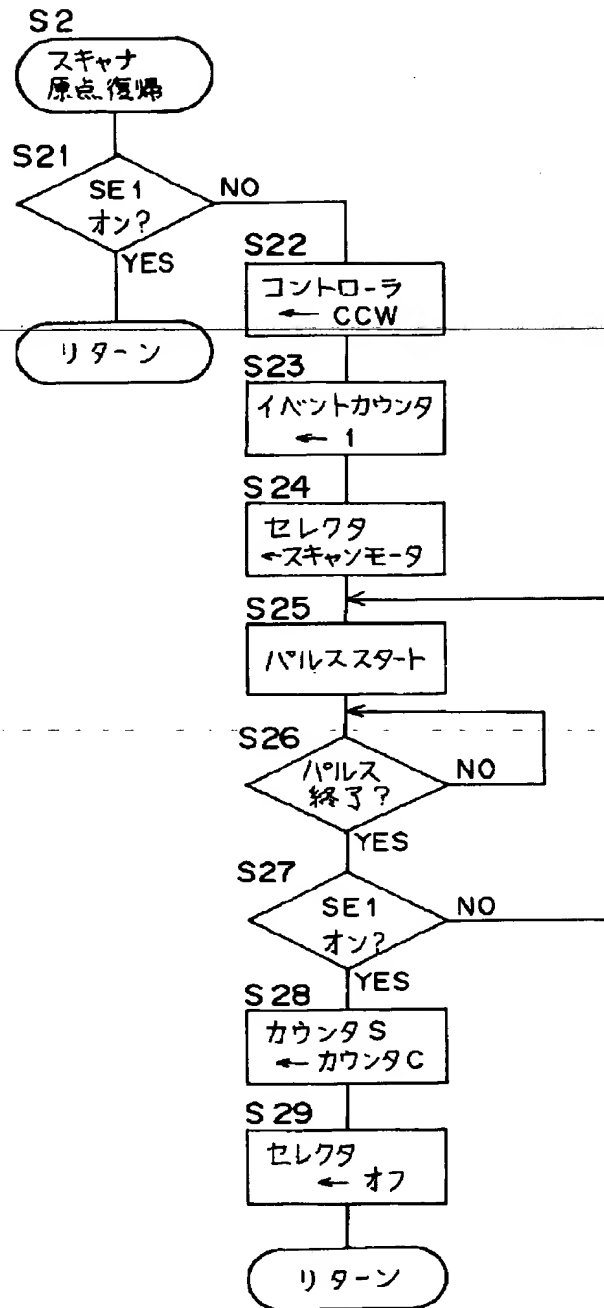 S2
スキャナ
原点復帰
S21
SE1
オン?
NO
YES
リターン
S22
コントローラ
← CCW
S23
イベントカウンタ
← 1
S24
セレクタ
←スキャンモータ
S25
パルススタート
S26
パルス
終了?
NO
YES
S27
SE1
オン?
NO
YES
S28
カウンタS
← カウンタC
S29
セレクタ
← オフ
リターン